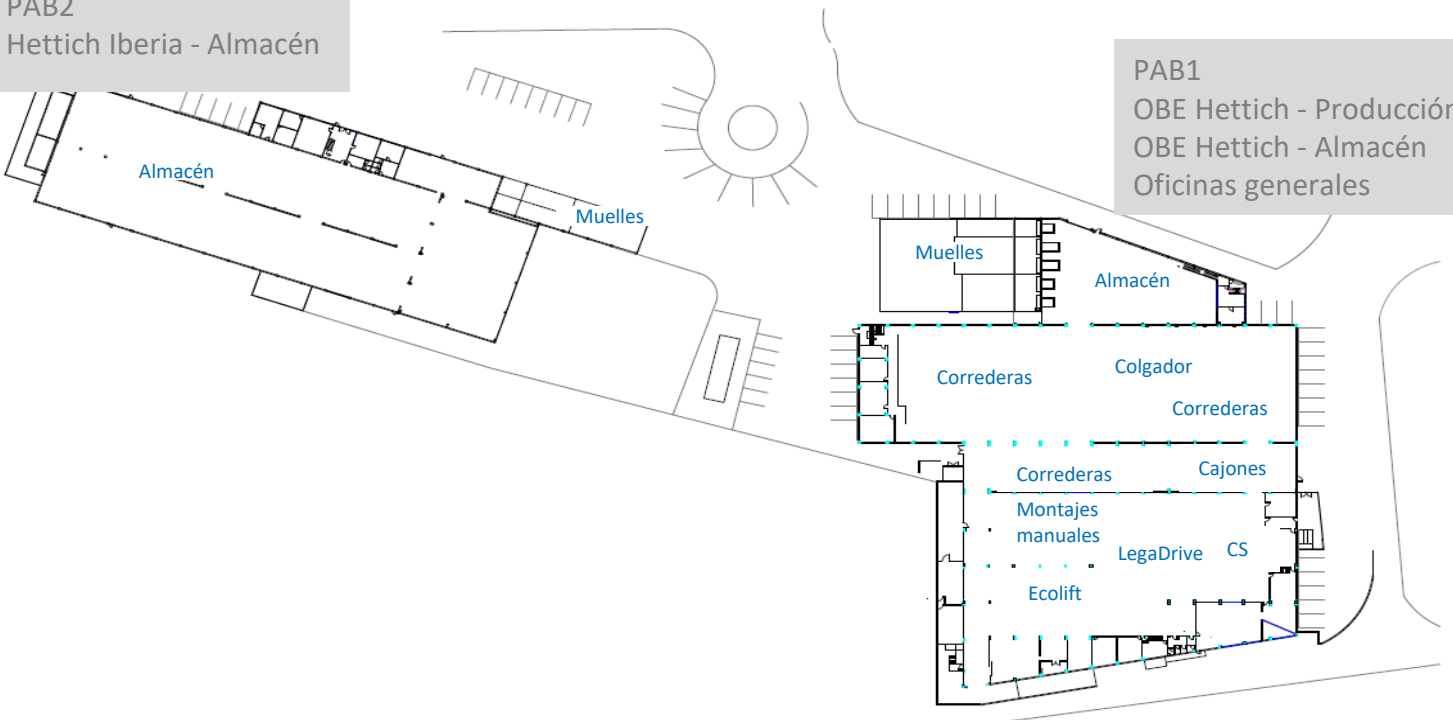 PAB2
Hettich Iberia - Almacén
PAB1
OBE Hettich - Producción
OBE Hettich - Almacén
Oficinas generales
Almacén
Muelles
Muelles
Almacén
Correderas
Colgador
Correderas
Correderas
Cajones
Montajes
manuales
LegaDrive
CS
Ecolift